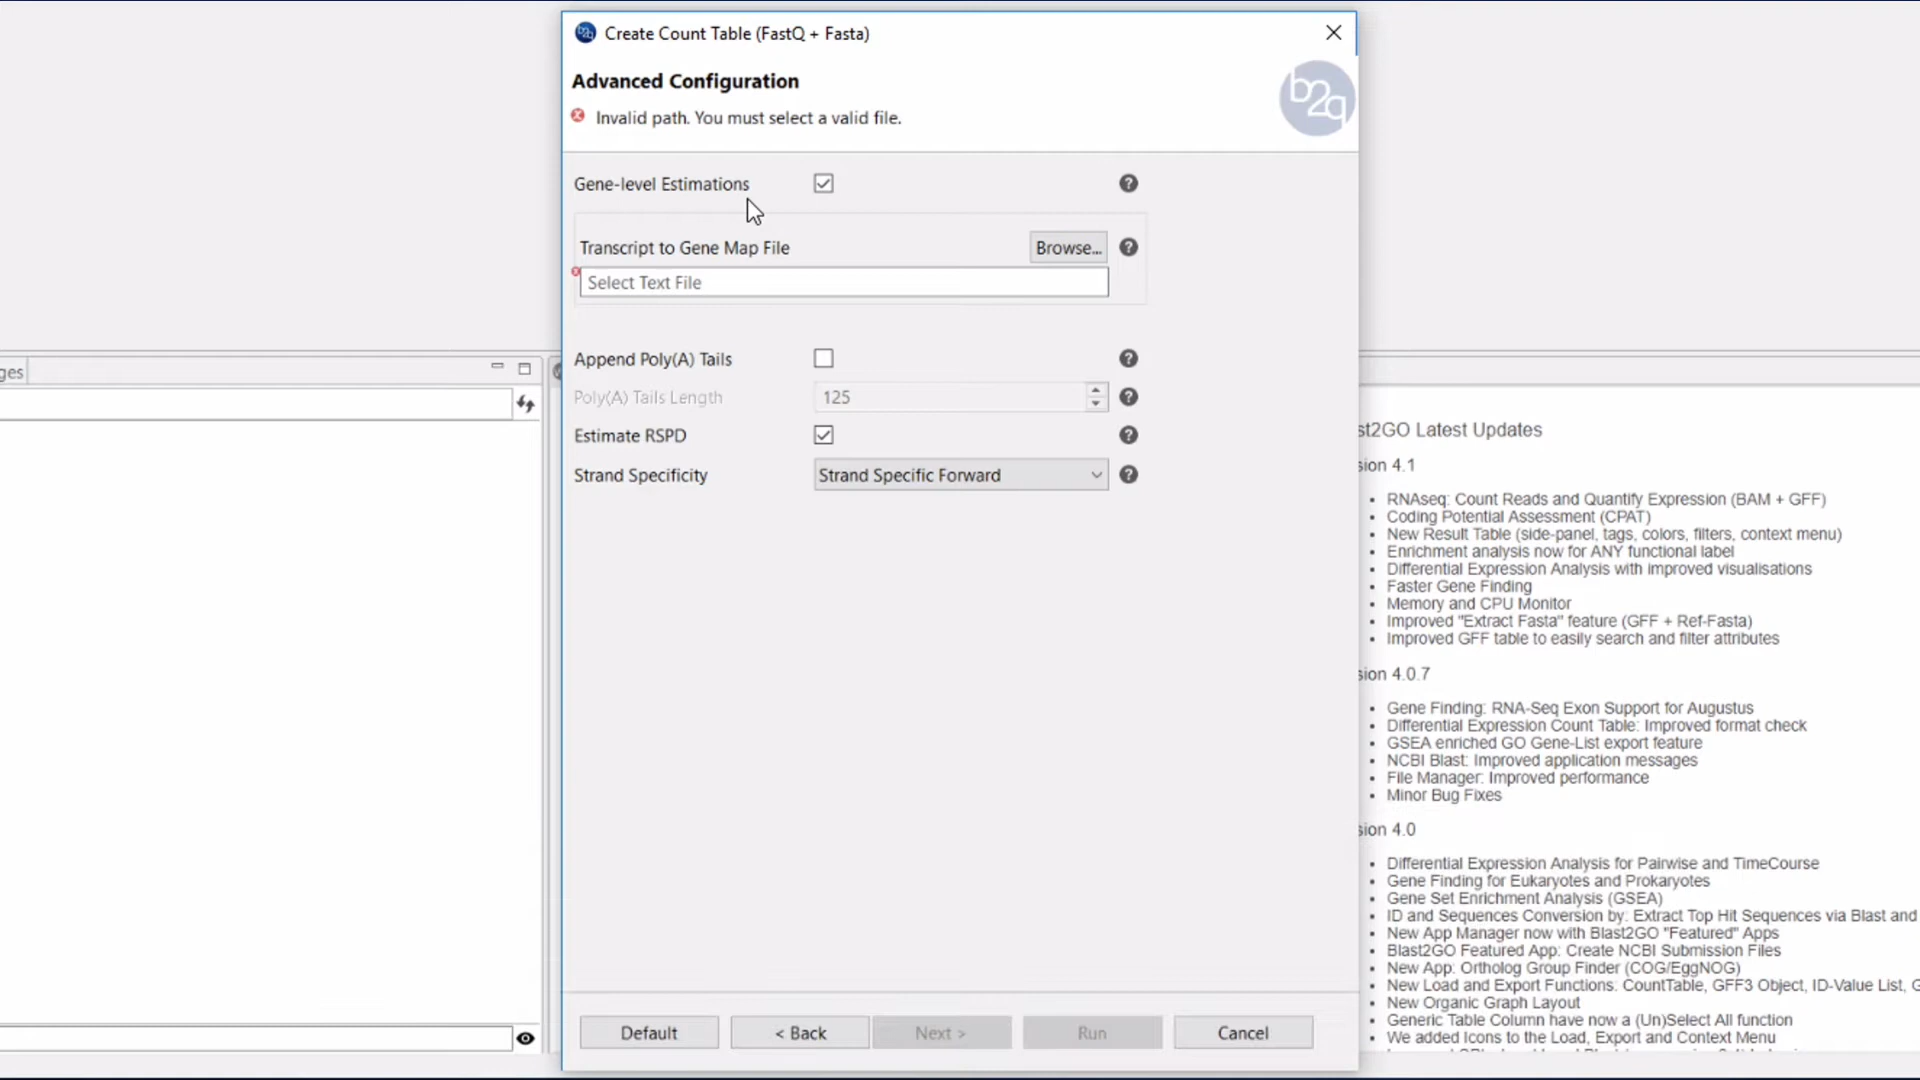 Create Count Table (FastQ + Fasta)
Advanced Configuration
Invalid path. You must select a valid file.
b2g
Gene-level Estimations
Transcript to Gene Map File
Browse...
Select Text File
Append Poly(A) Tails
Poly(A) Tails Length
125
Estimate RSPD
Strand Specificity
Strand Specific Forward
Default
< Back
Next >
Run
Cancel
ges
st2GO Latest Updates
sion 4.1
RNAseq: Count Reads and Quantify Expression (BAM + GFF)
Coding Potential Assessment (CPAT)
New Result Table (side-panel, tags, colors, filters, context menu)
Enrichment analysis now for ANY functional label
Differential Expression Analysis with improved visualisations
Faster Gene Finding
Memory and CPU Monitor
Improved "Extract Fasta" feature (GFF + Ref-Fasta)
Improved GFF table to easily search and filter attributes
sion 4.0.7
Gene Finding: RNA-Seq Exon Support for Augustus
Differential Expression Count Table: Improved format check
GSEA enriched GO Gene-List export feature
NCBI Blast: Improved application messages
File Manager: Improved performance
Minor Bug Fixes
sion 4.0
Differential Expression Analysis for Pairwise and TimeCourse
Gene Finding for Eukaryotes and Prokaryotes
Gene Set Enrichment Analysis (GSEA)
ID and Sequences Conversion by: Extract Top Hit Sequences via Blast and
New App Manager now with Blast2GO "Featured" Apps
Blast2GO Featured App: Create NCBI Submission Files
New App: Ortholog Group Finder (COG/EggNOG)
New Load and Export Functions: CountTable, GFF3 Object, ID-Value List, G
New Organic Graph Layout
Generic Table Column have now a (Un)Select All function
We added Icons to the Load, Export and Context Menu